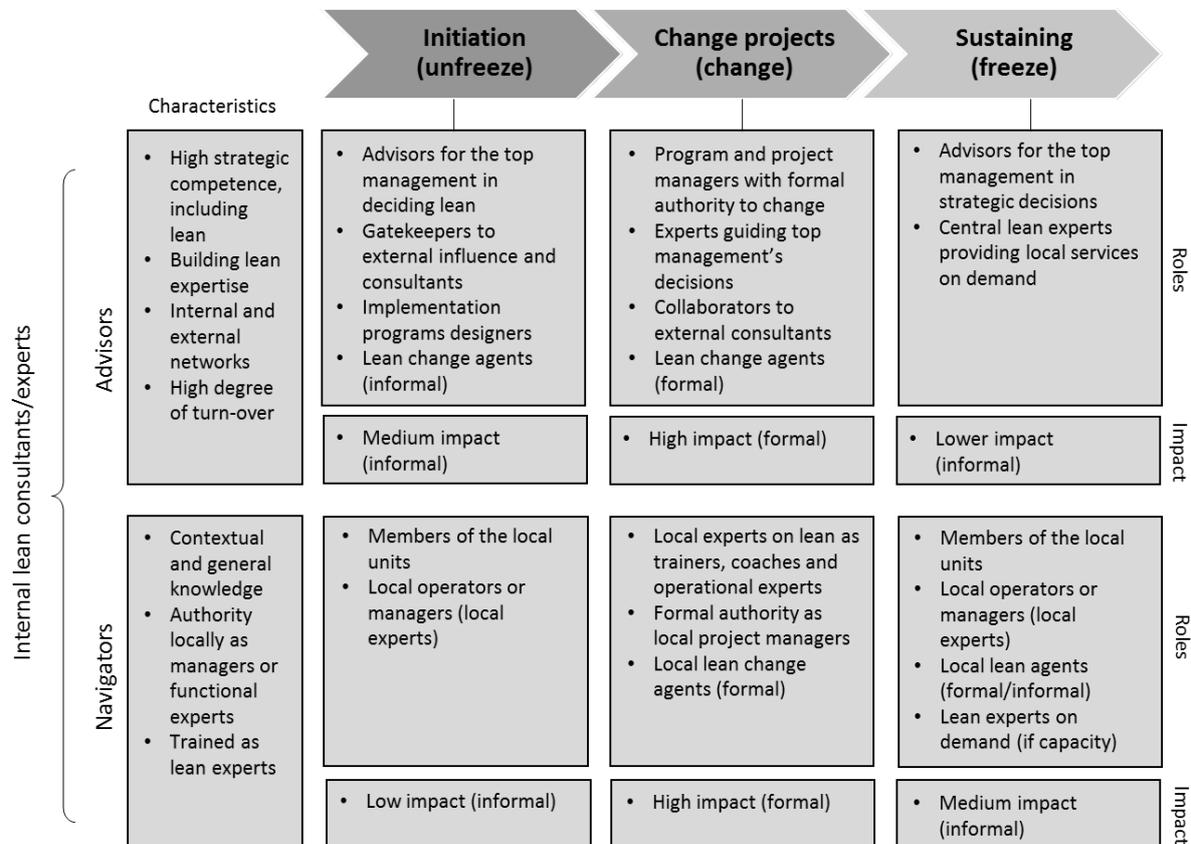 Initiation
(unfreeze)
Change projects
(change)
Sustaining
(freeze)
Characteristics
Internal lean consultants/experts
Advisors
• High strategic
competence,
including
lean
• Building lean
expertise
• Internal and
external
networks
• High degree
of turn-over
• Advisors for the top
management in
deciding lean
• Gatekeepers to
external influence and
consultants
• Implementation
programs designers
• Lean change agents
(informal)
• Program and project
managers with formal
authority to change
• Experts guiding top
management's
decisions
• Collaborators to
external consultants
• Lean change agents
(formal)
• Advisors for the top
management in
strategic decisions
• Central lean experts
providing local services
on demand
Roles
• Medium impact
(informal)
• High impact (formal)
• Lower impact
(informal)
Impact
Navigators
• Contextual
and general
knowledge
• Authority
locally as
managers or
functional
experts
• Trained as
lean experts
• Members of the local
units
• Local operators or
managers (local
experts)
• Local experts on lean as
trainers, coaches and
operational experts
• Formal authority as
local project managers
• Local lean change
agents (formal)
• Members of the local
units
• Local operators or
managers (local
experts)
• Local lean agents
(formal/informal)
• Lean experts on
demand (if capacity)
Roles
• Low impact (informal)
• High impact (formal)
• Medium impact
(informal)
Impact